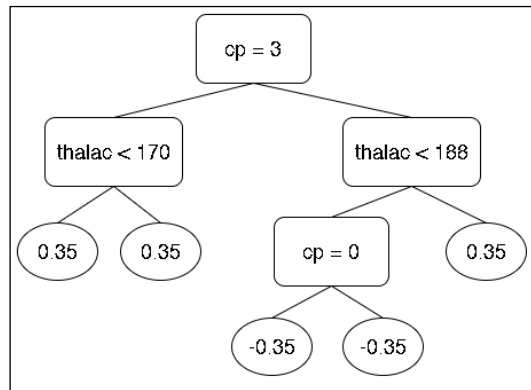 cp = 3
thalac < 170
thalac < 188
0.35
0.35
cp = 0
0.35
-0.35
-0.35